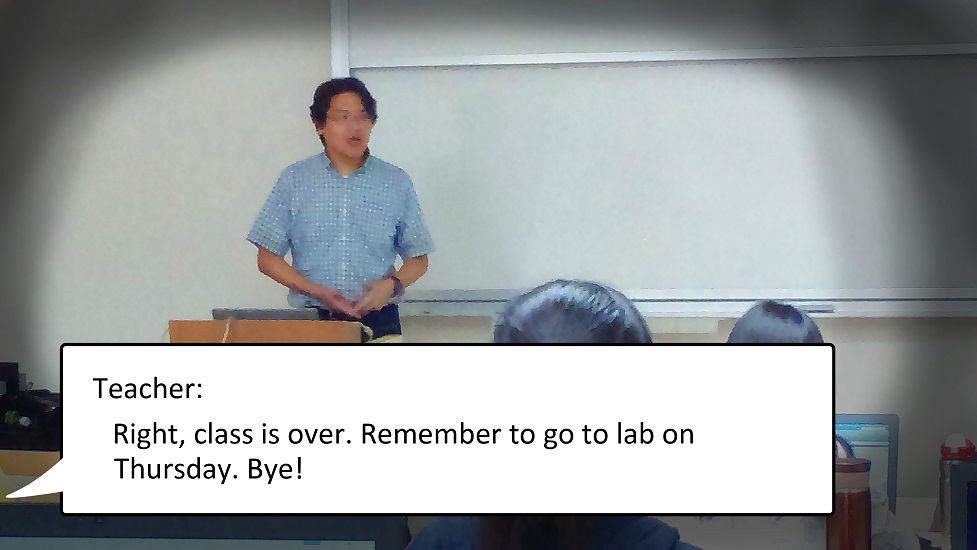 Teacher:
Right, class is over. Remember to go to lab on
Thursday. Bye!